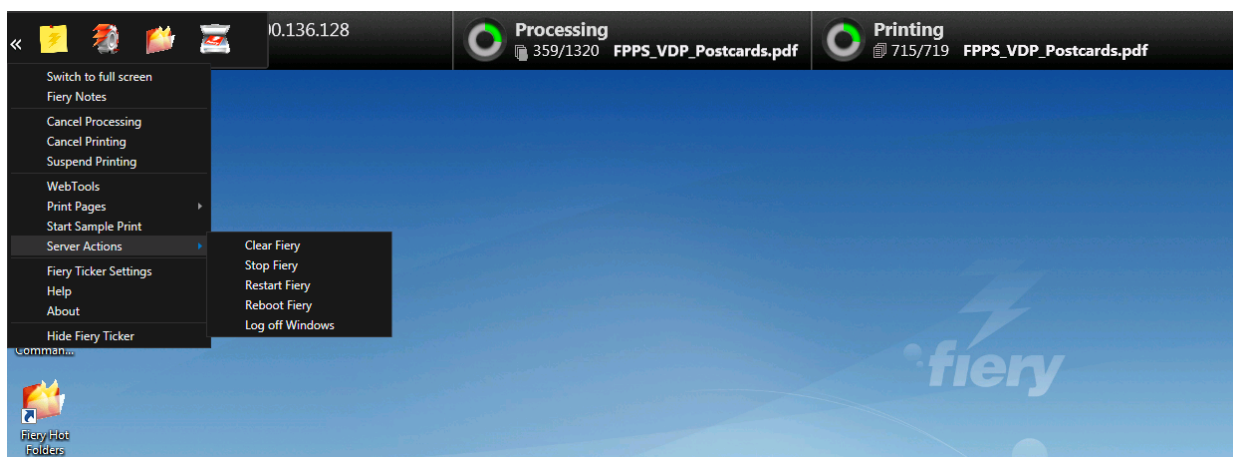 00.136.128
Processing
359/1320 FPPS_VDP_Postcards.pdf
Printing
715/719 FPPS_VDP_Postcards.pdf
Switch to full screen
Fiery Notes
Cancel Processing
Cancel Printing
Suspend Printing
WebTools
Print Pages
Start Sample Print
Server Actions
Clear Fiery
Stop Fiery
Restart Fiery
Reboot Fiery
Log off Windows
Fiery Ticker Settings
Help
About
Hide Fiery Ticker
Comman...
Fiery Hot
Folders
fiery